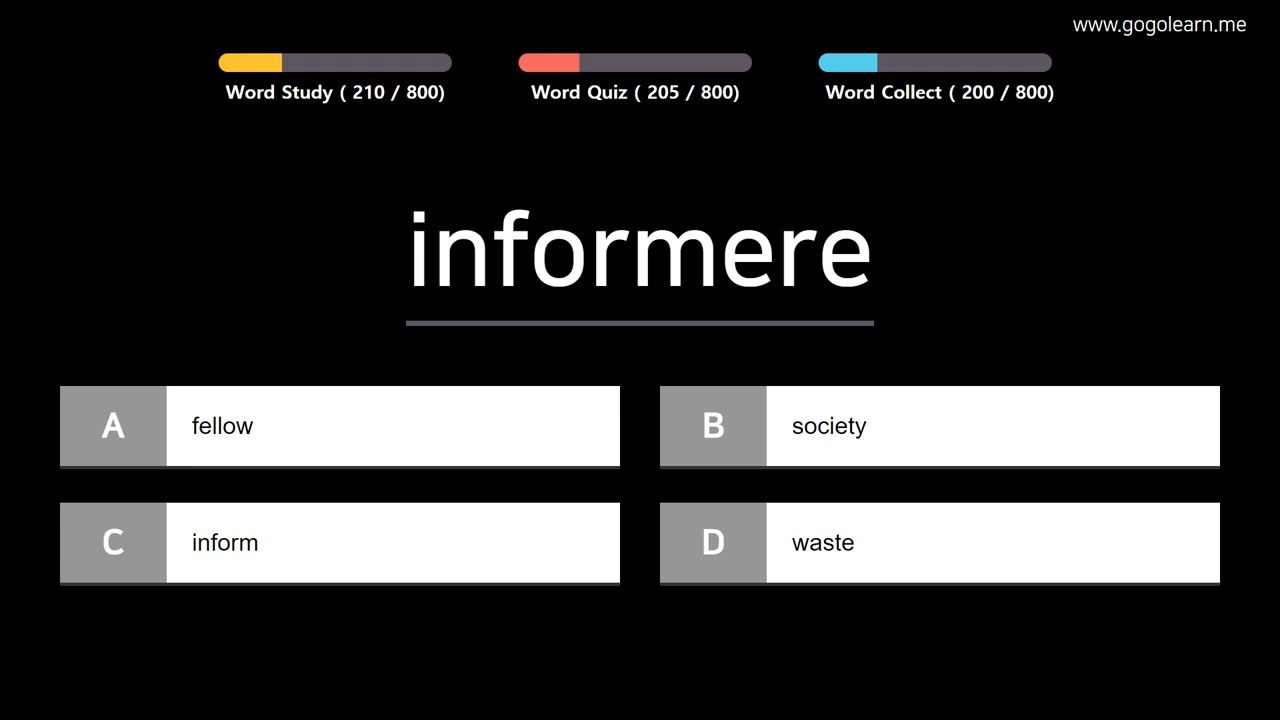 www.gogolearn.me
Word Study ( 210 / 800)
Word Quiz ( 205 / 800)
Word Collect ( 200 / 800)
informere
A
fellow
B
society
C
inform
D
waste